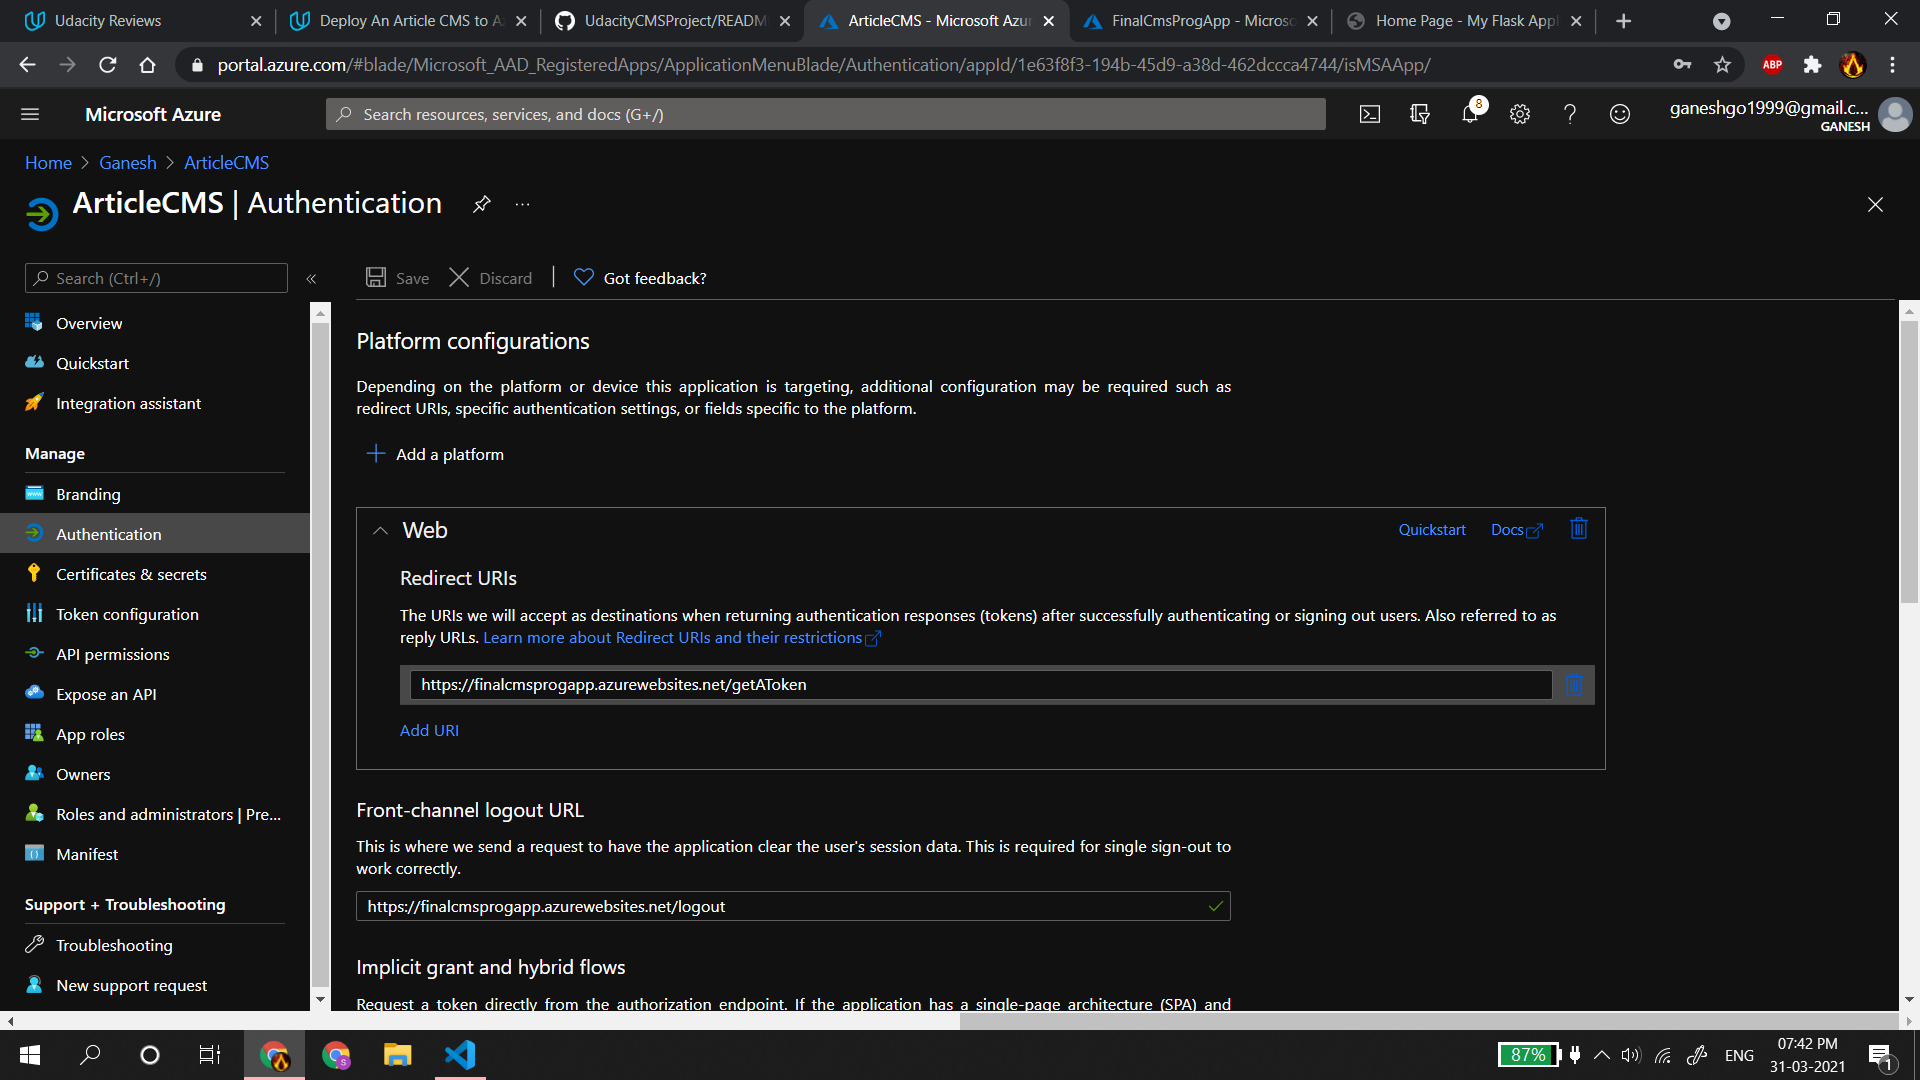 Udacity Reviews
Deploy An Article CMS to A
UdacityCMSProject/READM
ArticleCMS - Microsoft Azur
FinalCmsProgApp - Microso
Home Page - My Flask Appl
portal.azure.com/#blade/Microsoft_AAD_RegisteredApps/ApplicationMenuBlade/Authentication/appId/1e63f8f3-194b-45d9-a38d-462dccca4744/isMSAApp/
ABP
Microsoft Azure
Search resources, services, and docs (G+/)
8
ganeshgo1999@gmail.c...
GANESH
Home > Ganesh > ArticleCMS
ArticleCMS | Authentication
...
Search (Ctrl+/)
«
Save
Discard
Got feedback?
Overview
Quickstart
Integration assistant
Manage
Branding
Authentication
Certificates & secrets
Token configuration
API permissions
Expose an API
App roles
Owners
Roles and administrators | Pre...
Manifest
Support + Troubleshooting
Troubleshooting
New support request
Platform configurations
Depending on the platform or device this application is targeting, additional configuration may be required such as
redirect URIs, specific authentication settings, or fields specific to the platform.
Add a platform
Web
Quickstart
Docs
Redirect URIs
The URIs we will accept as destinations when returning authentication responses (tokens) after successfully authenticating or signing out users. Also referred to as
reply URLs. Learn more about Redirect URIs and their restrictions
https://finalcmsprogapp.azurewebsites.net/getAToken
Add URI
Front-channel logout URL
This is where we send a request to have the application clear the user's session data. This is required for single sign-out to
work correctly.
https://finalcmsprogapp.azurewebsites.net/logout
Implicit grant and hybrid flows
Request a token directly from the authorization endpoint. If the application has a single-page architecture (SPA) and
87%
ENG
07:42 PM
31-03-2021
1